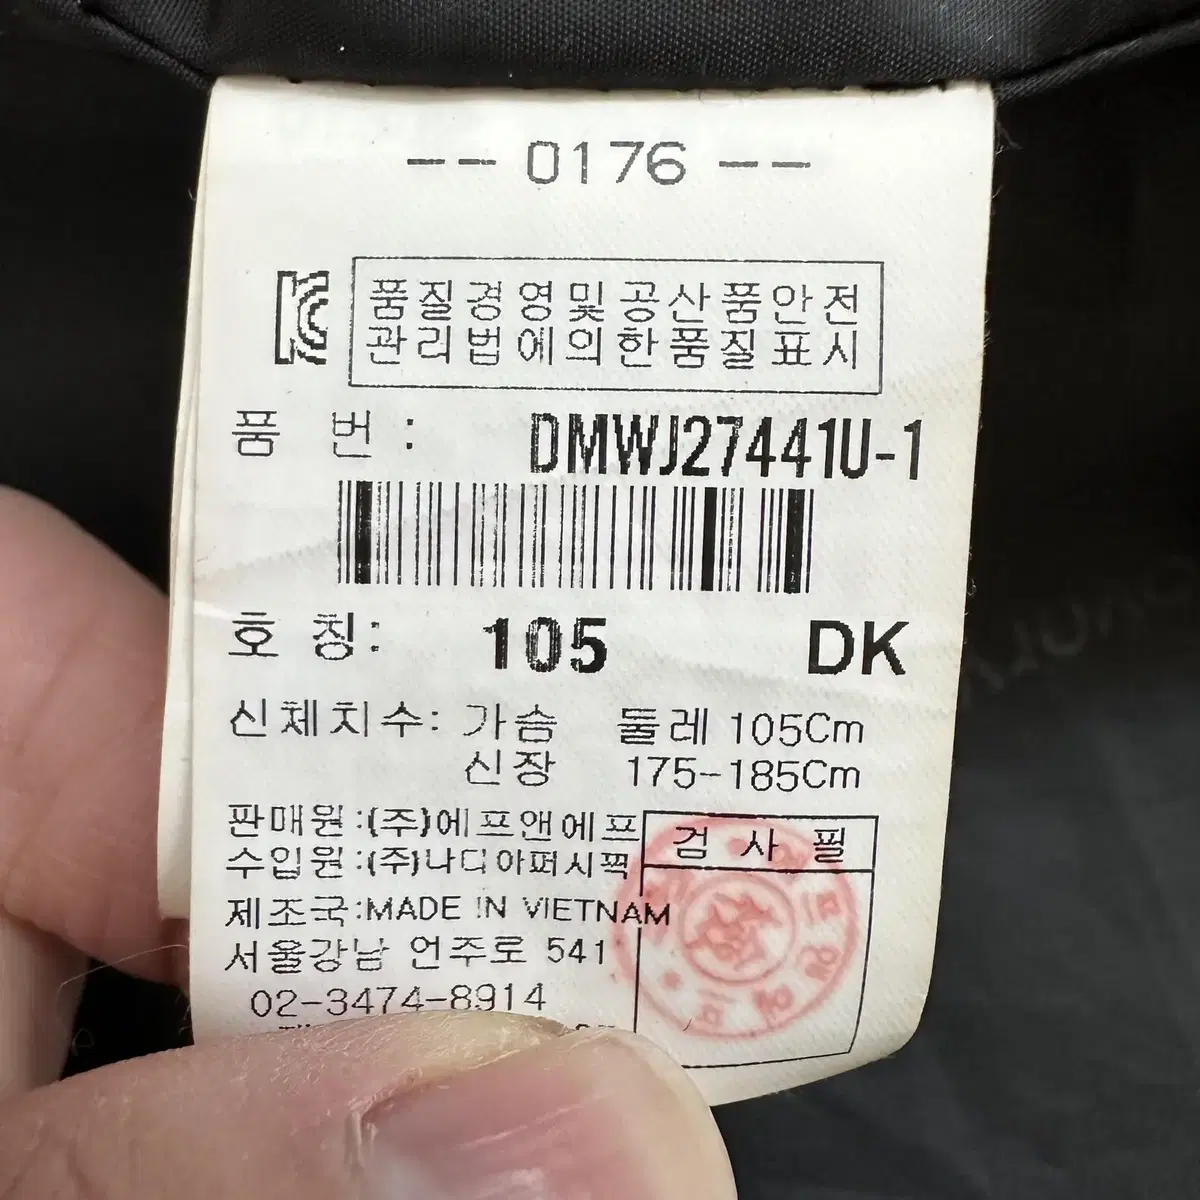 -- 0176 --
품질경영및공산품안전
관리법에의한품질표시
품 번 : DMWJ27441U-1
호 칭: 105 DK
신체치수: 가슴 둘레 105Cm
신장 175-185Cm
판매원:(주)에프앤에프
수입원:(주)나디아퍼시픽
검 사 필
제조국:MADE IN VIETNAM
서울강남 언주로 541
02-3474-8914